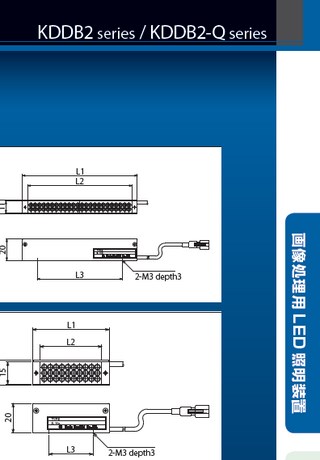 KDDB2 series / KDDB2-Q series
L1
L2
11
20
L3
2-M3 depth3
L1
L2
15
20
L3
2-M3 depth3
画像処理用LED照明装置